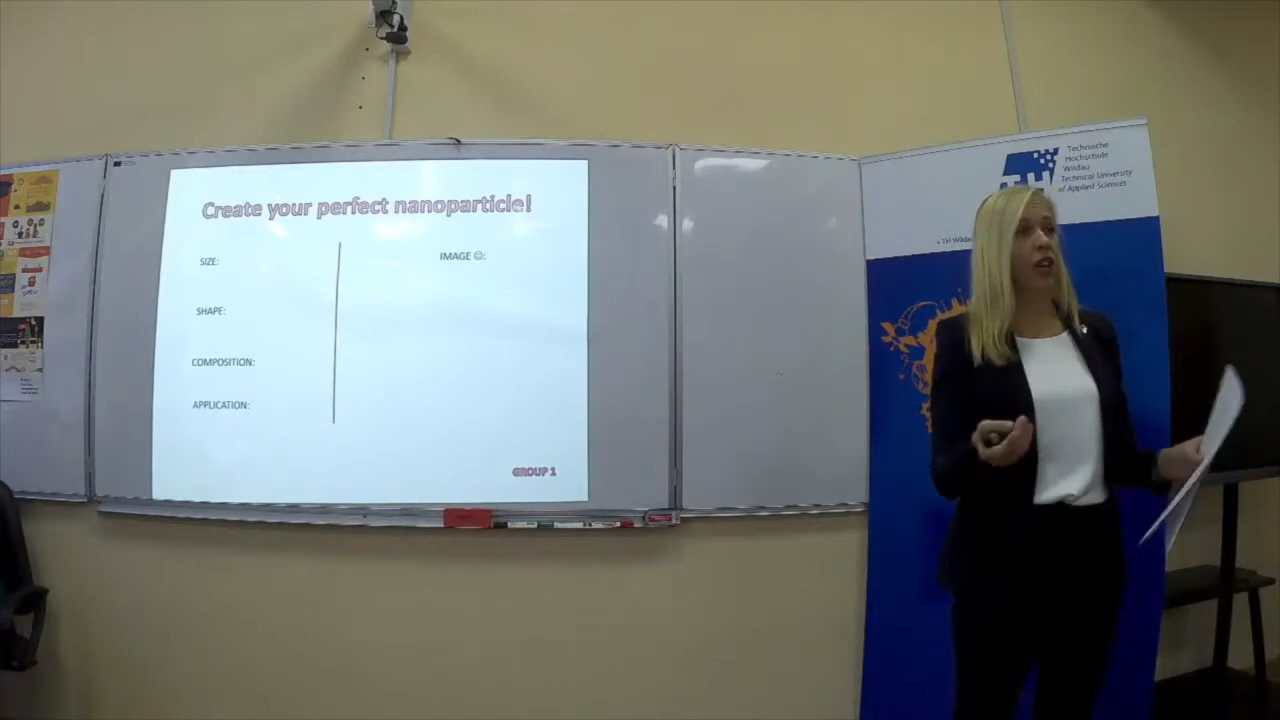 Create your perfect nanoparticle!
SIZE:
IMAGE ☺:
SHAPE:
COMPOSITION:
APPLICATION:
GROUP 1
Technische
Hochschule
Wildau
Technical University
of Applied Sciences
TH